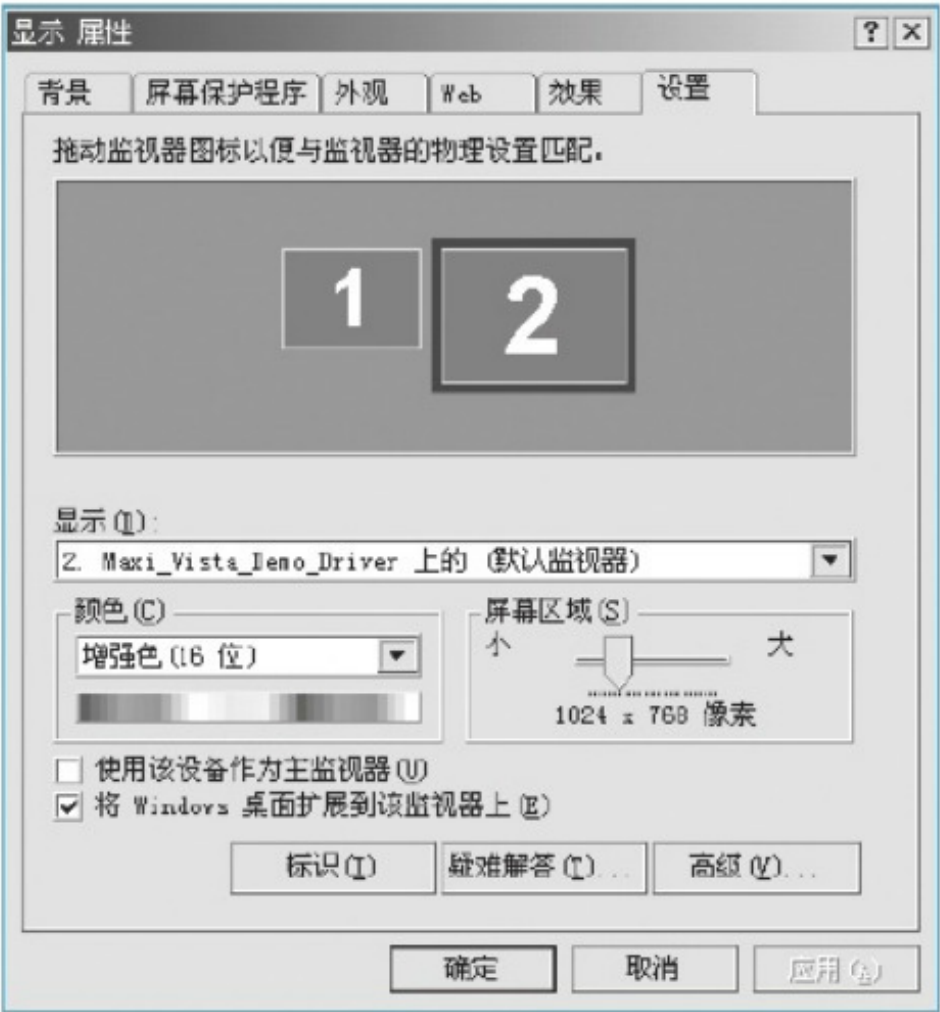 显示 属性
背景 屏幕保护程序 外观 Web 效果 设置
拖动监视器图标以便与监视器的物理设置匹配。
1 2
显示(D):
2. Maxi_Vista_Demo_Driver 上的 (默认监视器)
颜色(C)
增强色(16 位)
屏幕区域(S)
小 大
1024 x 768 像素
使用该设备作为主监视器(U)
将 Windows 桌面扩展到该监视器上(E)
标识(I) 疑难解答(T)... 高级(V)...
确定 取消 应用(A)